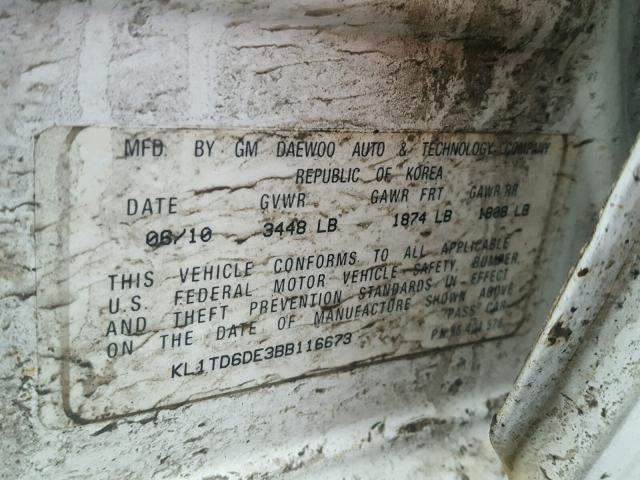 MFD. BY GM DAEWOO AUTO & TECHNOLOGY COMPANY
REPUBLIC OF KOREA
DATE GVWR GAWR FRT GAWR RR
06/10 3448 LB 1874 LB 1808 LB
THIS VEHICLE CONFORMS TO ALL APPLICABLE
U.S. FEDERAL MOTOR VEHICLE SAFETY, BUMPER,
AND THEFT PREVENTION STANDARDS IN EFFECT
ON THE DATE OF MANUFACTURE SHOWN ABOVE
KL1TD6DE3BB116673 PASS CAR
P/N